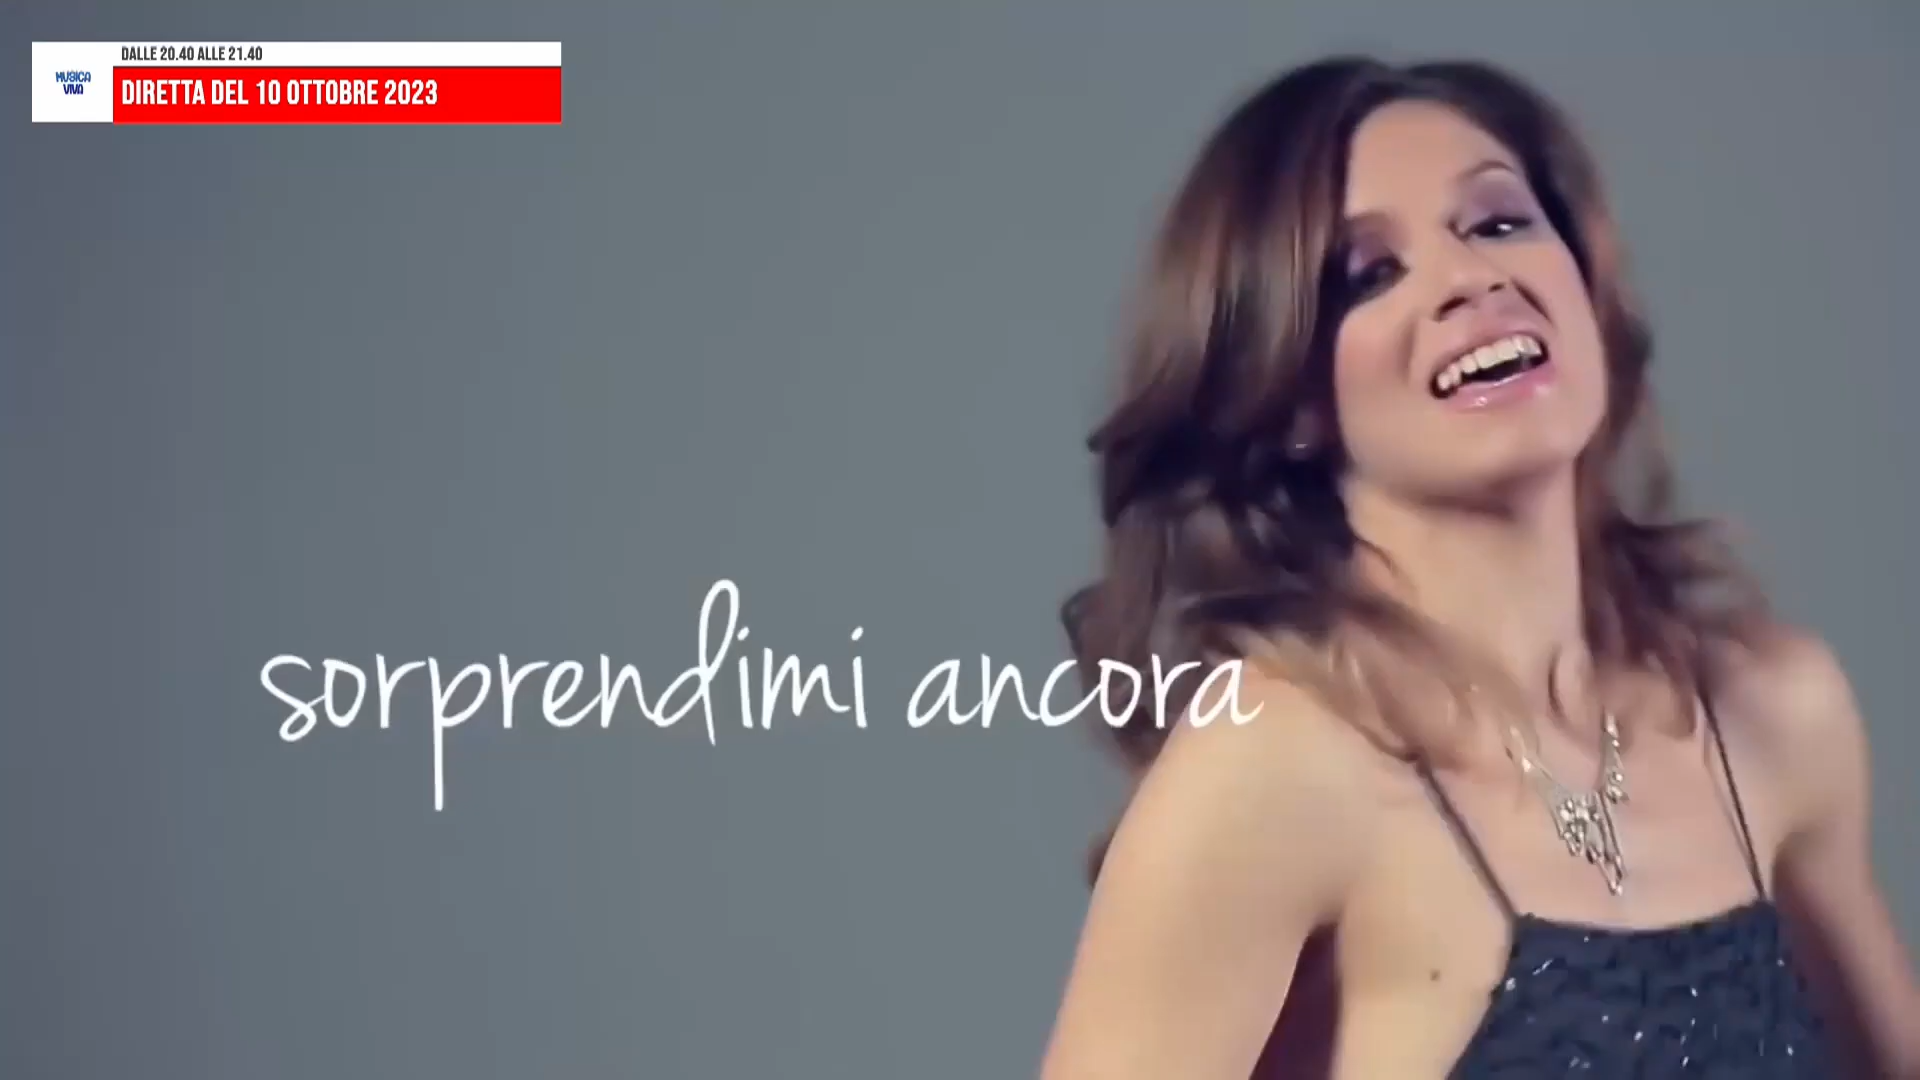 DALLE 20.40 ALLE 21.40
MUSICA
VIVA
DIRETTA DEL 10 OTTOBRE 2023
sorprendimi ancora